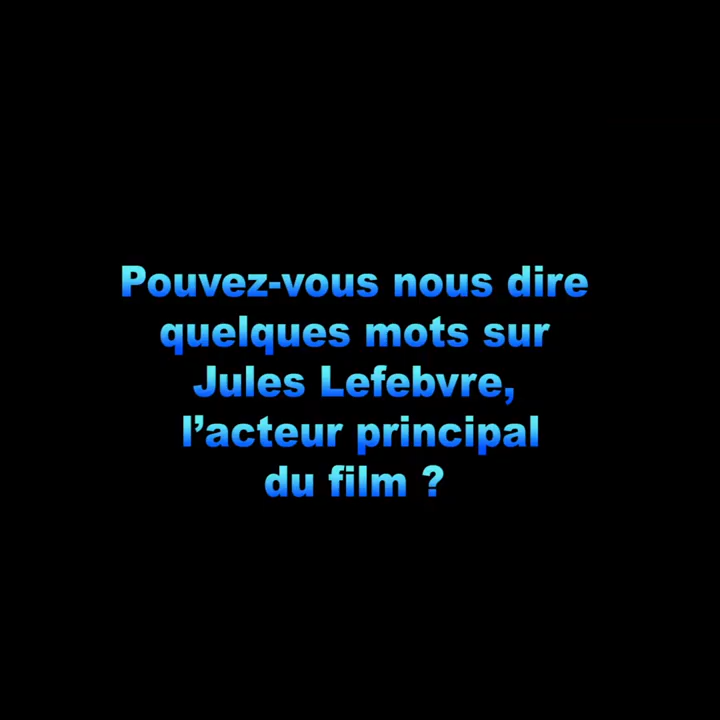 Pouvez-vous nous dire
quelques mots sur
Jules Lefebvre,
l’acteur principal
du film ?